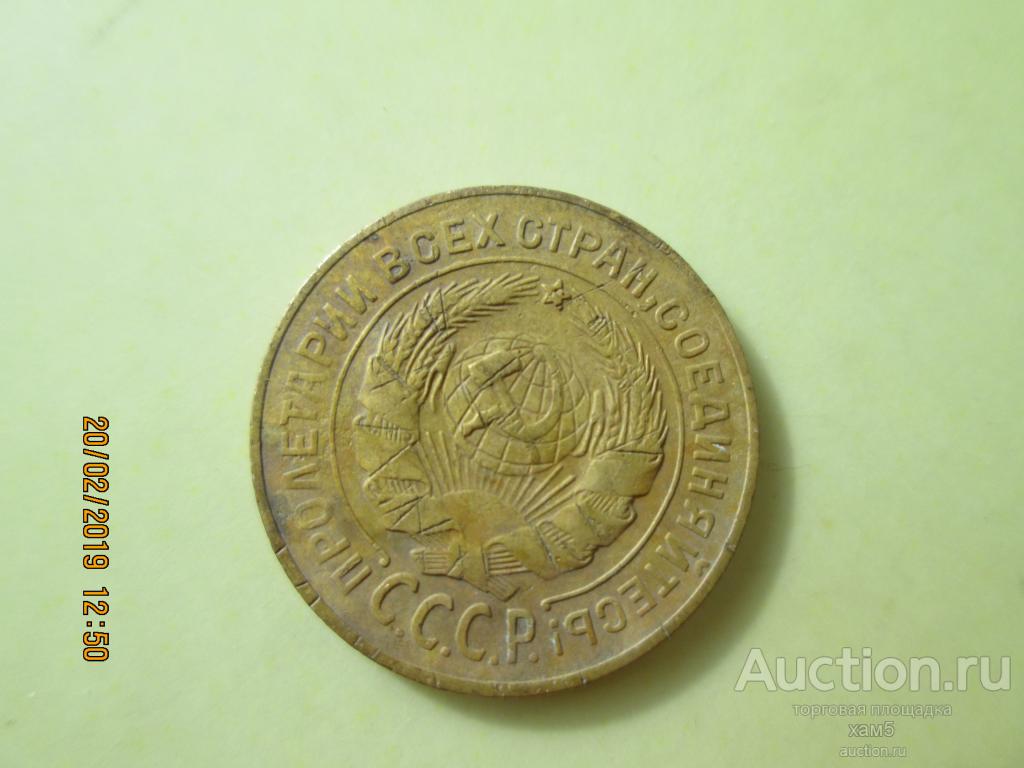 ПРОЛЕТАРИИ ВСЕХ СТРАН, СОЕДИНЯЙТЕСЬ!
С.С.С.Р.
20/02/2019 12:50
Auction.ru
торговая площадка
хам5
auction.ru